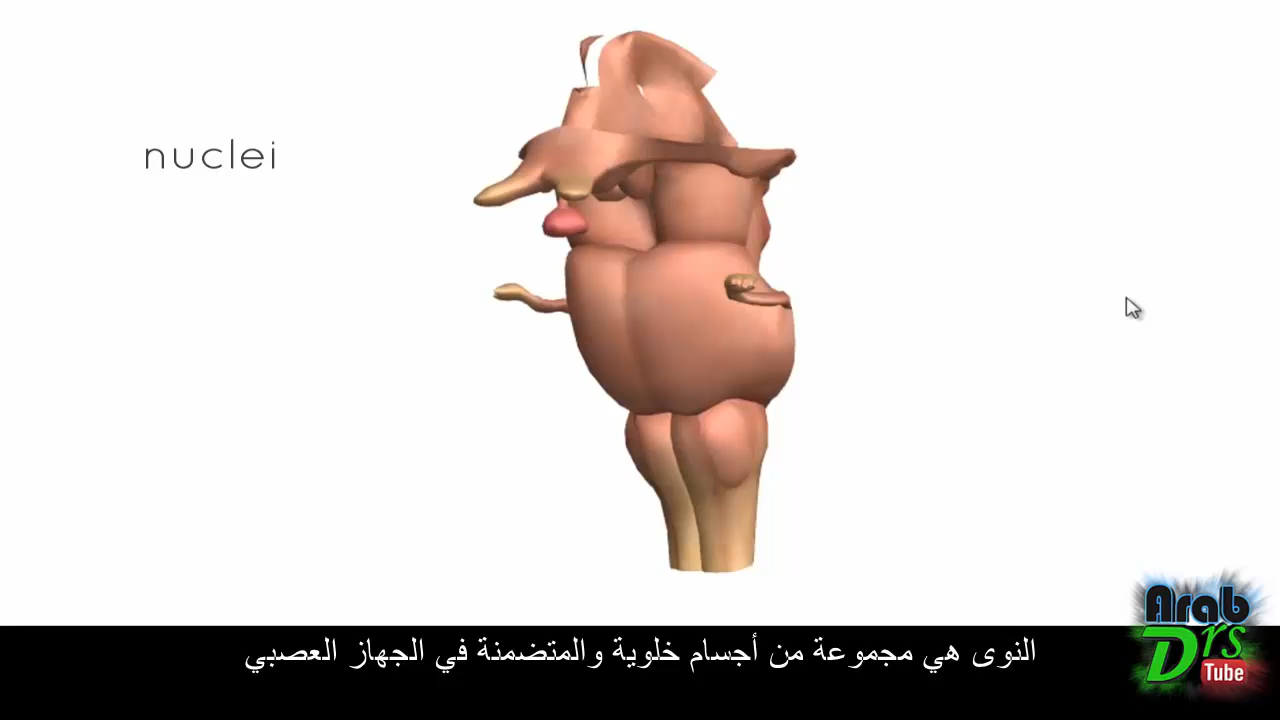 nuclei
النوى هي مجموعة من أجسام خلوية والمتضمنة في الجهاز العصبي
Arab
Drs
Tube